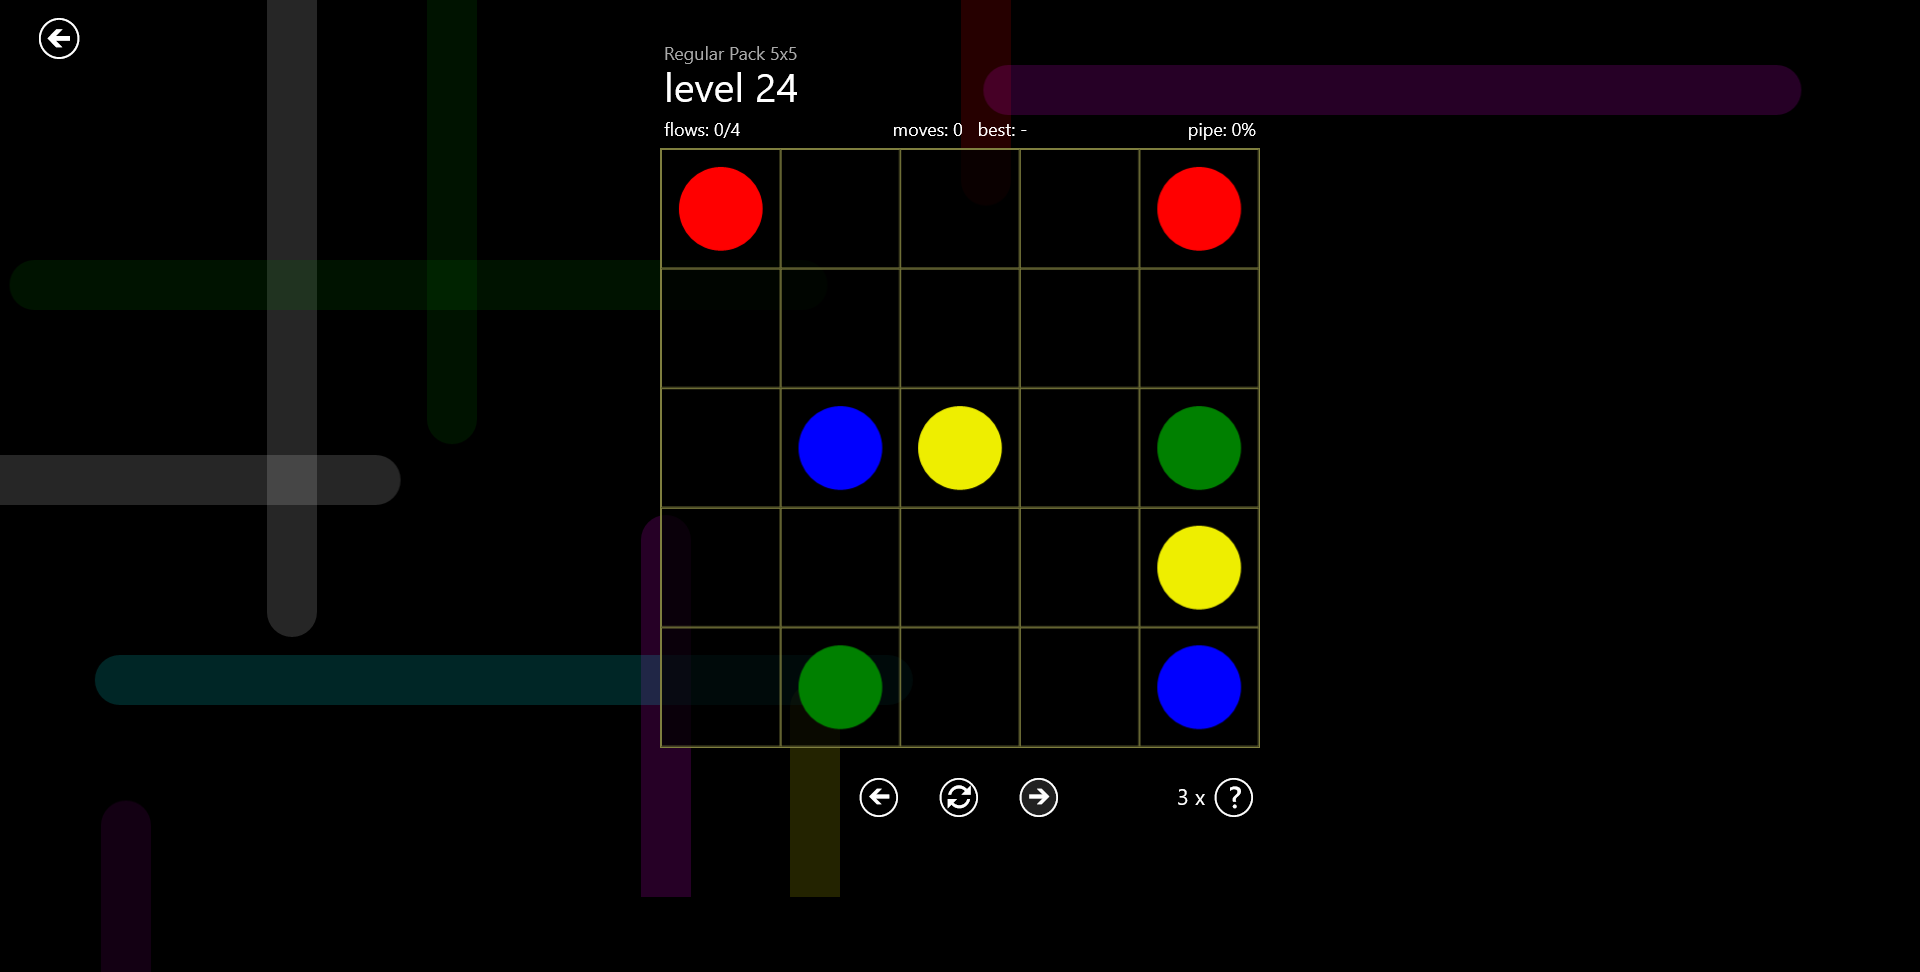 Regular Pack 5x5
level 24
flows: 0/4 moves: 0 best: - pipe: 0%
3 x ?